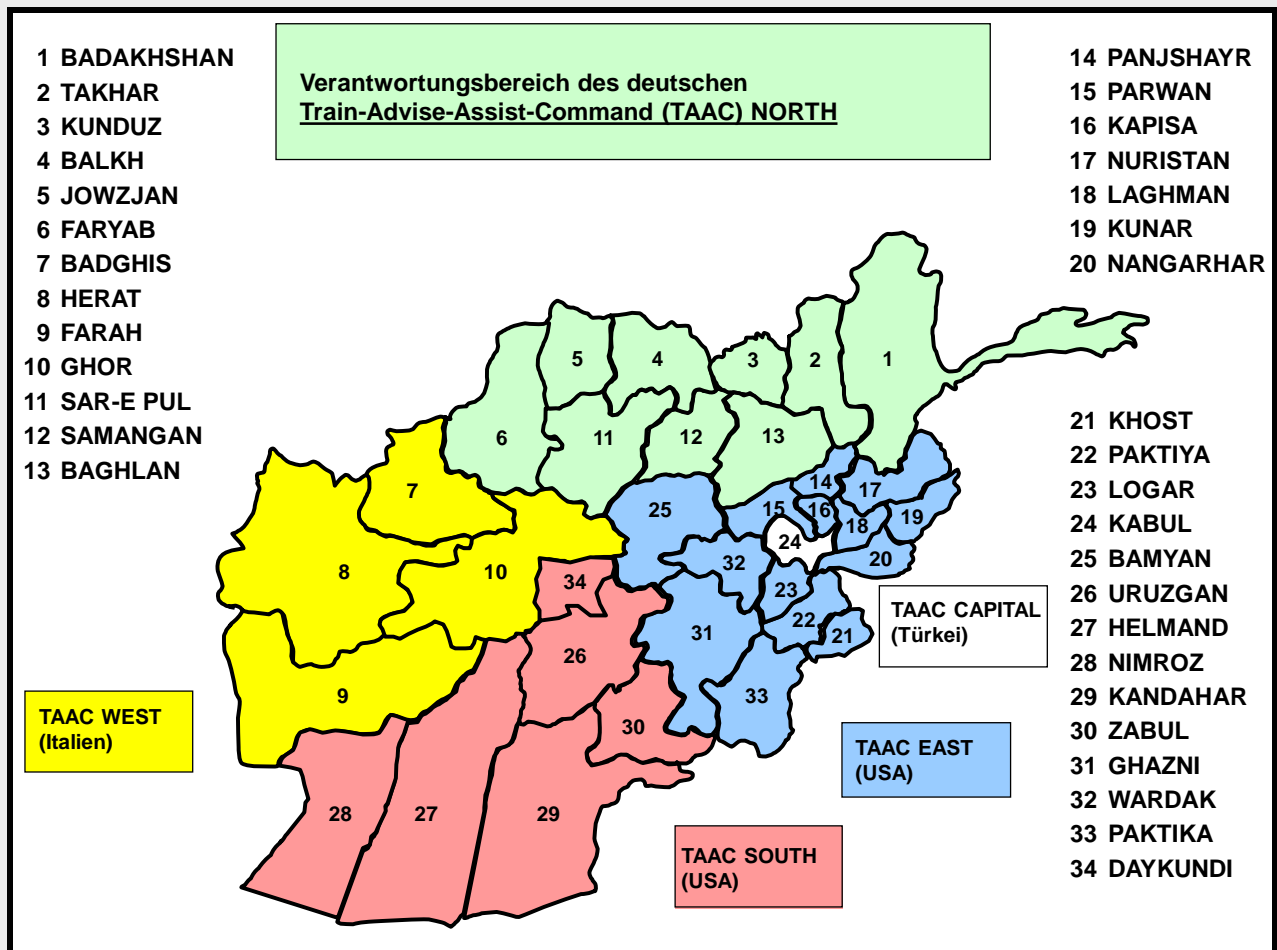 1 BADAKHSHAN
2 TAKHAR
3 KUNDUZ
4 BALKH
5 JOWZJAN
6 FARYAB
7 BADGHIS
8 HERAT
9 FARAH
10 GHOR
11 SAR-E PUL
12 SAMANGAN
13 BAGHLAN
Verantwortungsbereich des deutschen
Train-Advise-Assist-Command (TAAC) NORTH
14 PANJSHAYR
15 PARWAN
16 KAPISA
17 NURISTAN
18 LAGHMAN
19 KUNAR
20 NANGARHAR
21 KHOST
22 PAKTIYA
23 LOGAR
24 KABUL
25 BAMYAN
26 URUZGAN
27 HELMAND
28 NIMROZ
29 KANDAHAR
30 ZABUL
31 GHAZNI
32 WARDAK
33 PAKTIKA
34 DAYKUNDI
5
4
3
2
1
6
11
12
13
7
14
17
25
15
16
18
19
24
20
8
10
34
32
23
22
21
31
26
9
33
30
28
27
29
TAAC CAPITAL
(Türkei)
TAAC WEST
(Italien)
TAAC EAST
(USA)
TAAC SOUTH
(USA)